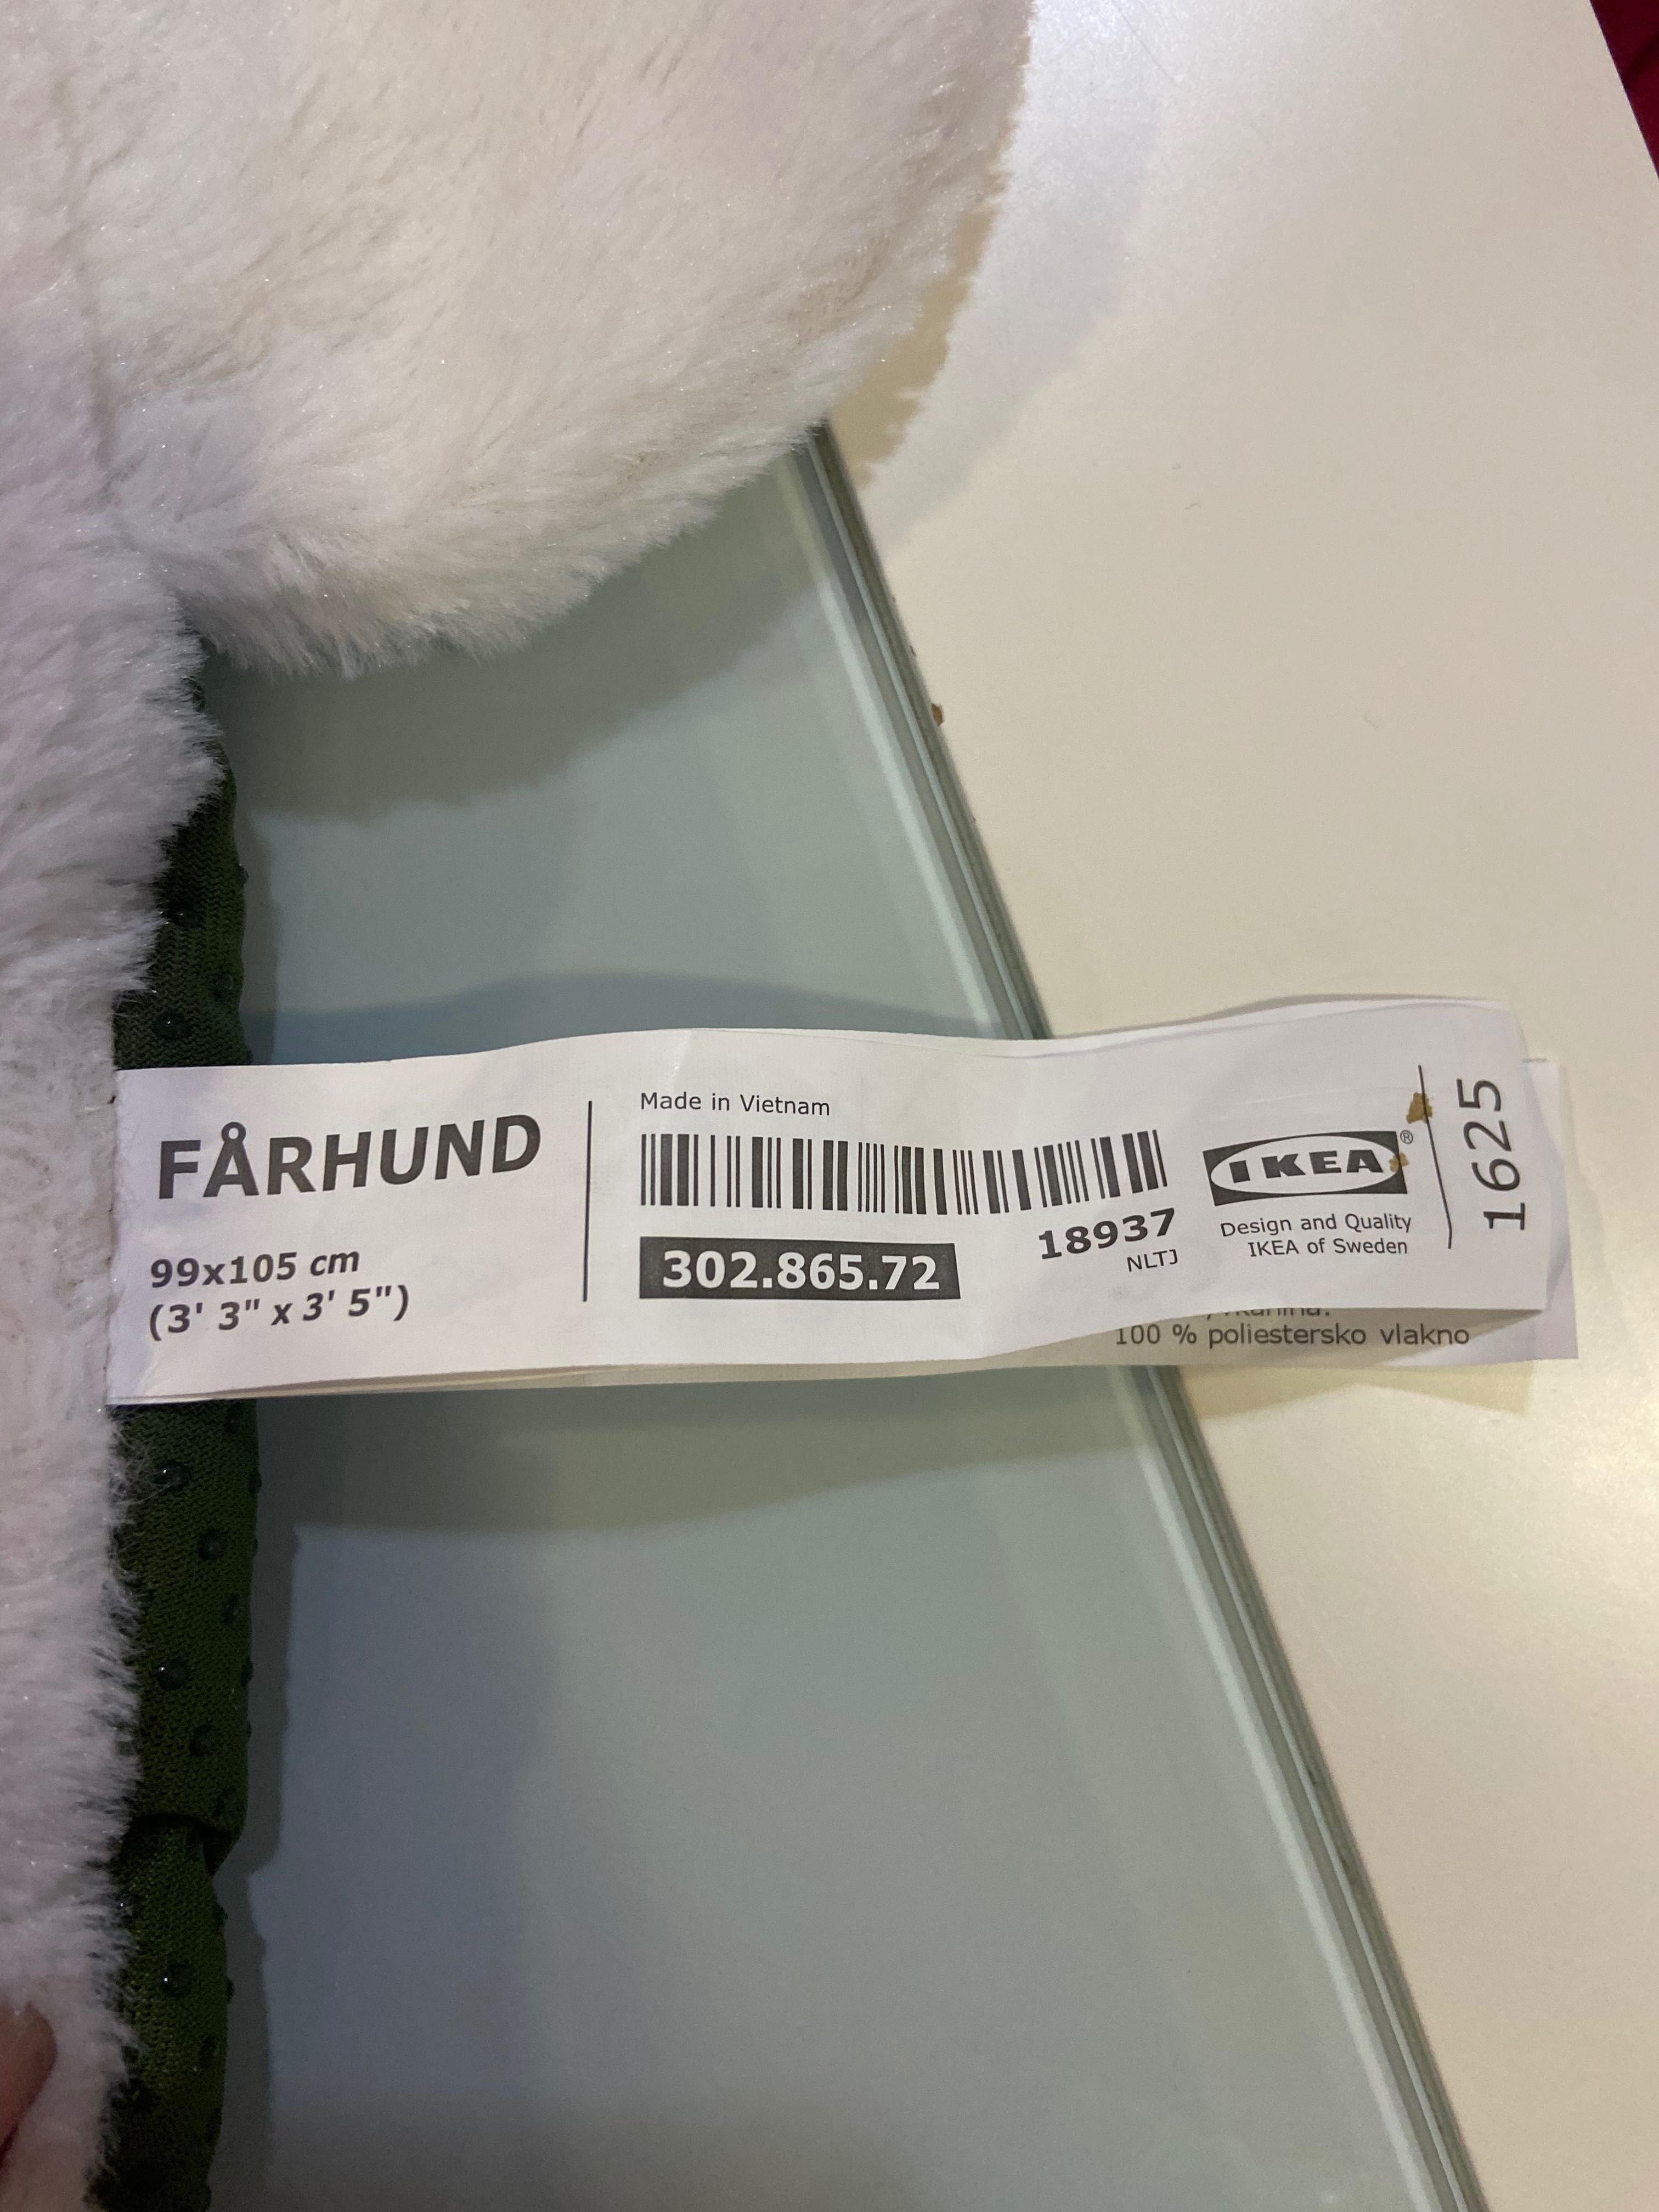 FÅRHUND
99x105 cm
(3' 3" x 3' 5")
Made in Vietnam
302.865.72
18937
NLTJ
IKEA®
Design and Quality
IKEA of Sweden
1625
100 % poliestersko vlakno